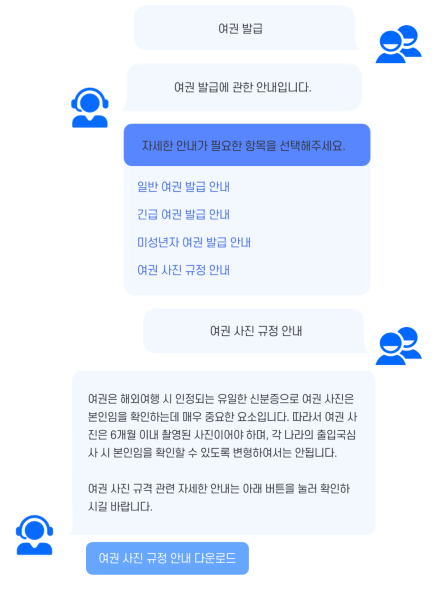 여권 발급
여권 발급에 관한 안내입니다.
자세한 안내가 필요한 항목을 선택해주세요.
일반 여권 발급 안내
긴급 여권 발급 안내
미성년자 여권 발급 안내
여권 사진 규정 안내
여권 사진 규정 안내
여권은 해외여행 시 인정되는 유일한 신분증으로 여권 사진은
본인임을 확인하는데 매우 중요한 요소입니다. 따라서 여권 사
진은 6개월 이내 촬영된 사진이어야 하며, 각 나라의 출입국심
사 시 본인임을 확인할 수 있도록 변형하여서는 안됩니다.
여권 사진 규격 관련 자세한 안내는 아래 버튼을 눌러 확인하
시길 바랍니다.
여권 사진 규정 안내 다운로드